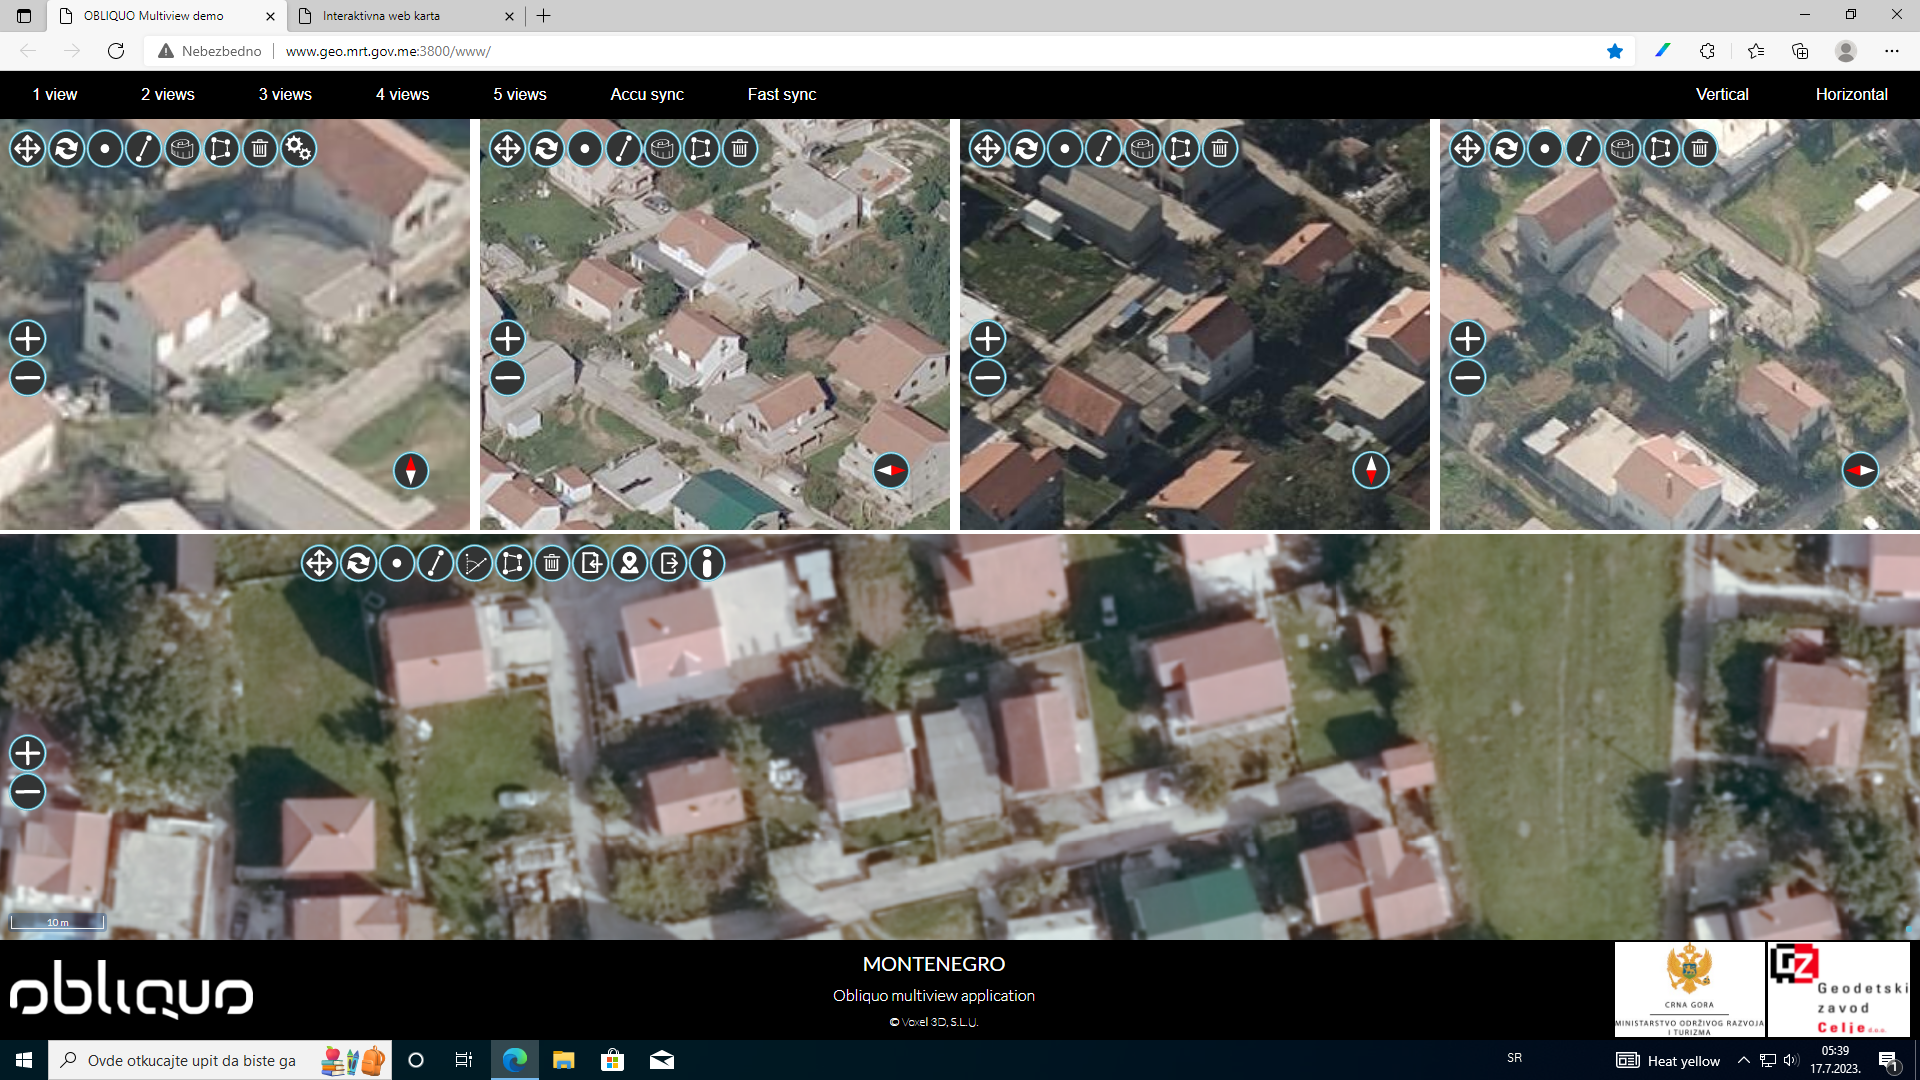 OBLIQUO Multiview demo
Interaktivna web karta
Nebezbedno
www.geo.mrt.gov.me:3800/www/
1 view
2 views
3 views
4 views
5 views
Accu sync
Fast sync
Vertical
Horizontal
10 m
obliquo
MONTENEGRO
Obliquo multiview application
© Voxel 3D, S.L.U.
CRNA GORA
MINISTARSTVO ODRŽIVOG RAZVOJA
I TURIZMA
GZ
Geodetski
zavod
Celje d.o.o.
Ovde otkucajte upit da biste ga
SR
Heat yellow
05:39
17.7.2023.
1